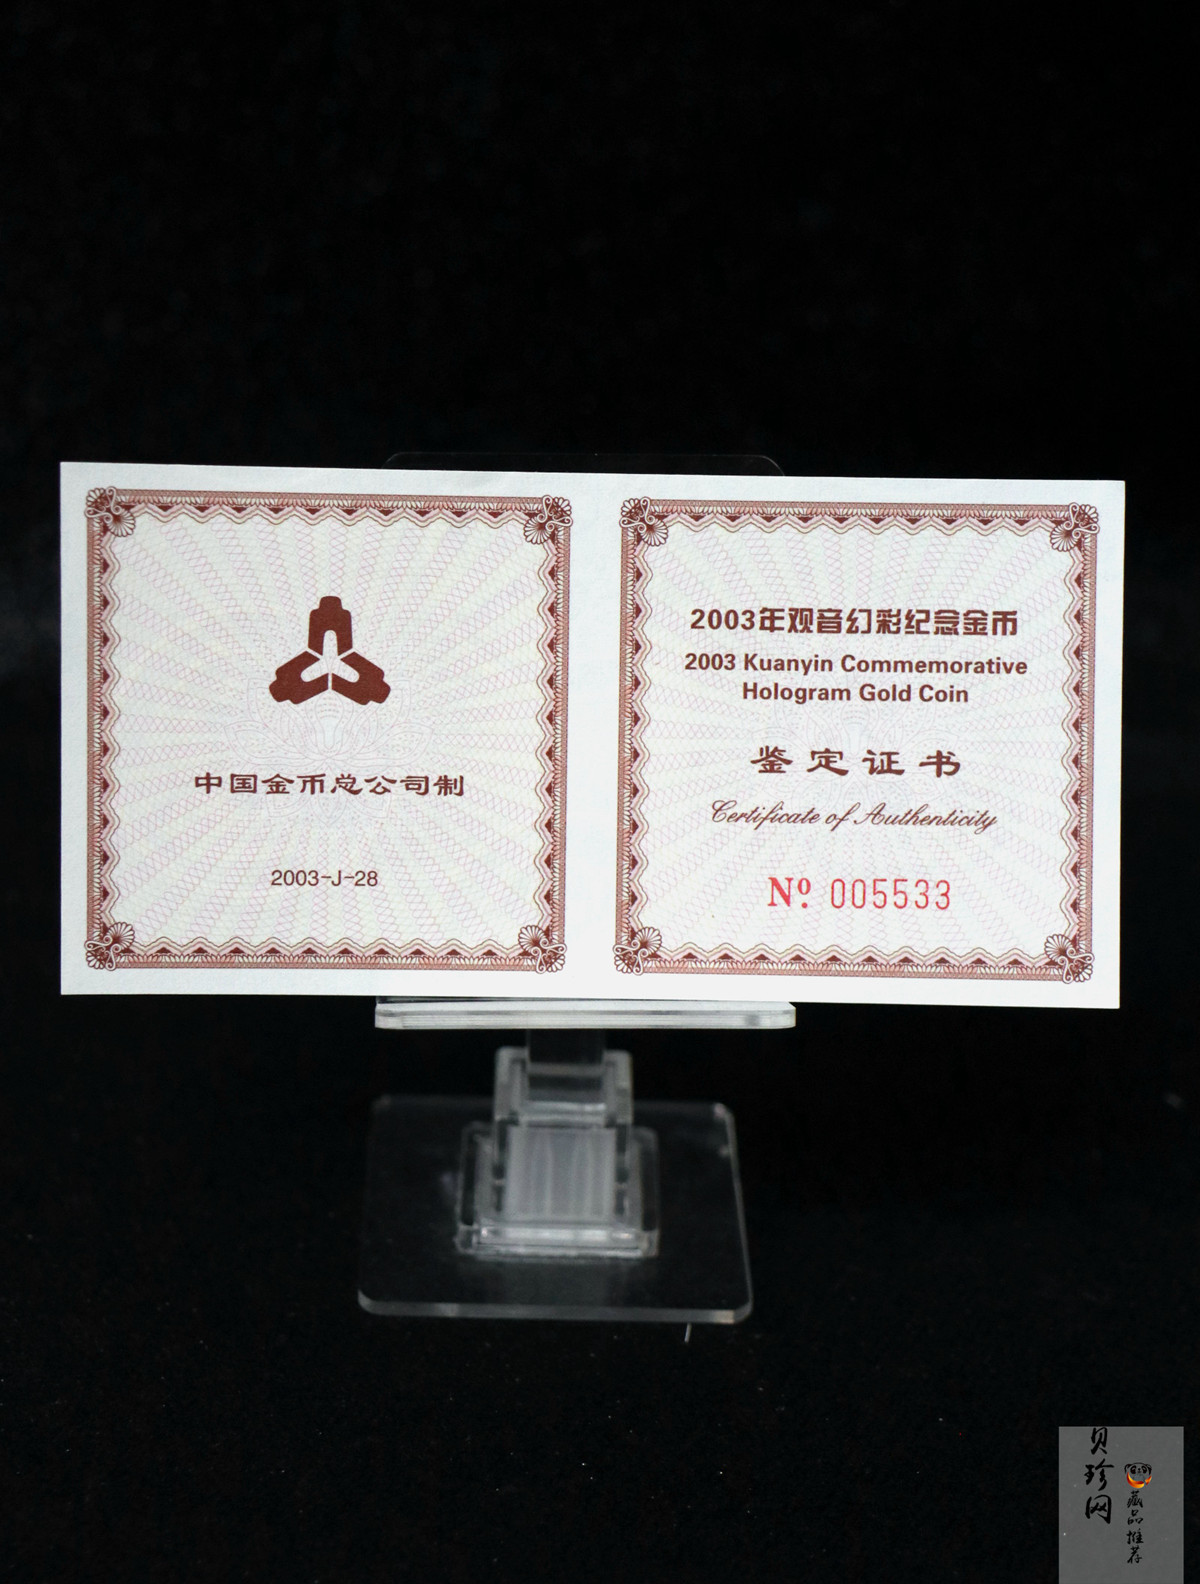 中国金币总公司制
2003-J-28
2003年观音幻彩纪念金币
2003 Kuanyin Commemorative
Hologram Gold Coin
鉴定证书
Certificate of Authenticity
Nº 005533
贝珍网
藏品推荐